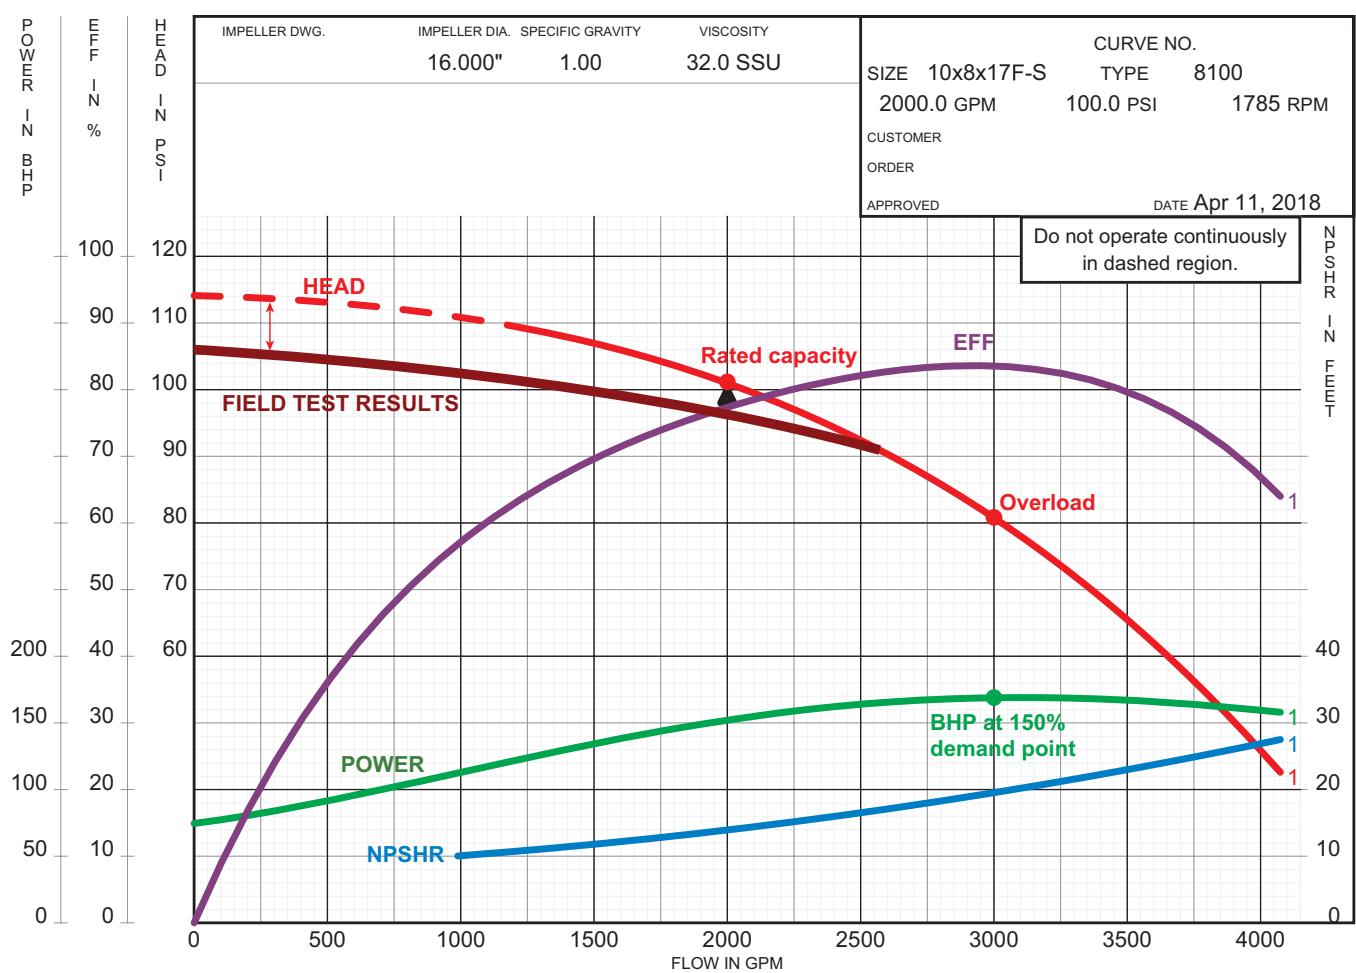 POWER IN BHP
EFF IN %
HEAD IN PSI
IMPELLER DWG.
IMPELLER DIA.
SPECIFIC GRAVITY
VISCOSITY
16.000"
1.00
32.0 SSU
CURVE NO.
SIZE 10x8x17F-S TYPE 8100
2000.0 GPM 100.0 PSI 1785 RPM
CUSTOMER
ORDER
APPROVED DATE Apr 11, 2018
Do not operate continuously
in dashed region.
NPSHR IN FEET
100 120
HEAD
90 110
EFF
Rated capacity
80 100
FIELD TEST RESULTS
70 90
Overload
1
60 80
50 70
200 40 60 40
150 30 30
BHP at 150%
demand point
1
1
POWER
1
100 20 20
NPSHR
50 10 10
0 0 0
0 500 1000 1500 2000 2500 3000 3500 4000
FLOW IN GPM